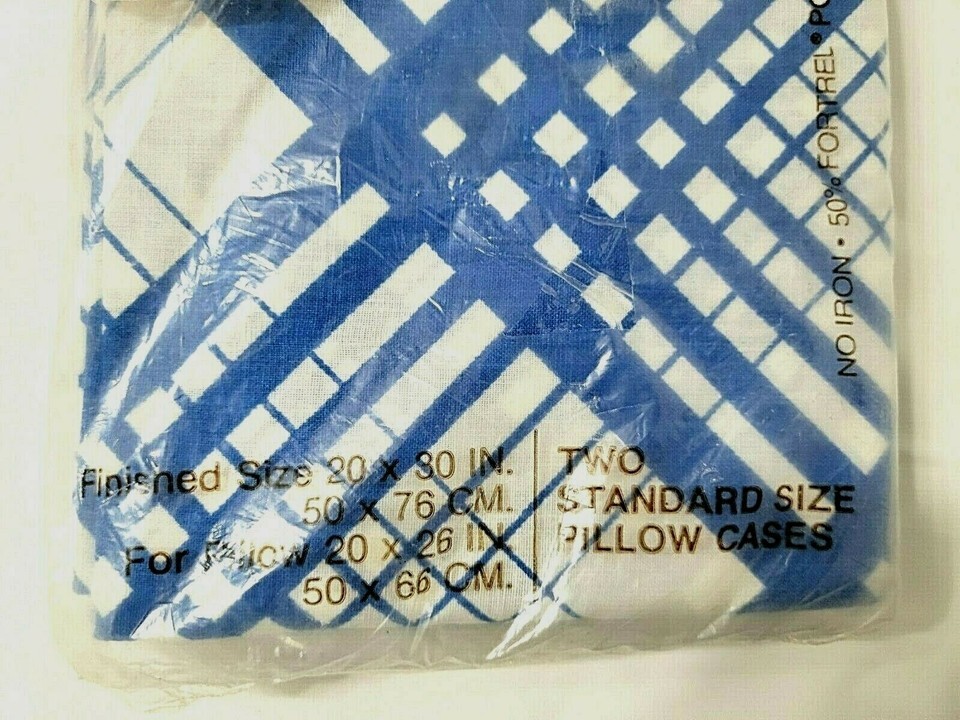 Finished Size 20 x 30 IN.
50 x 76 CM.
For Pillow 20 x 26 IN.
50 x 66 CM.
TWO
STANDARD SIZE
PILLOW CASES
NO IRON • 50% FORTREL®